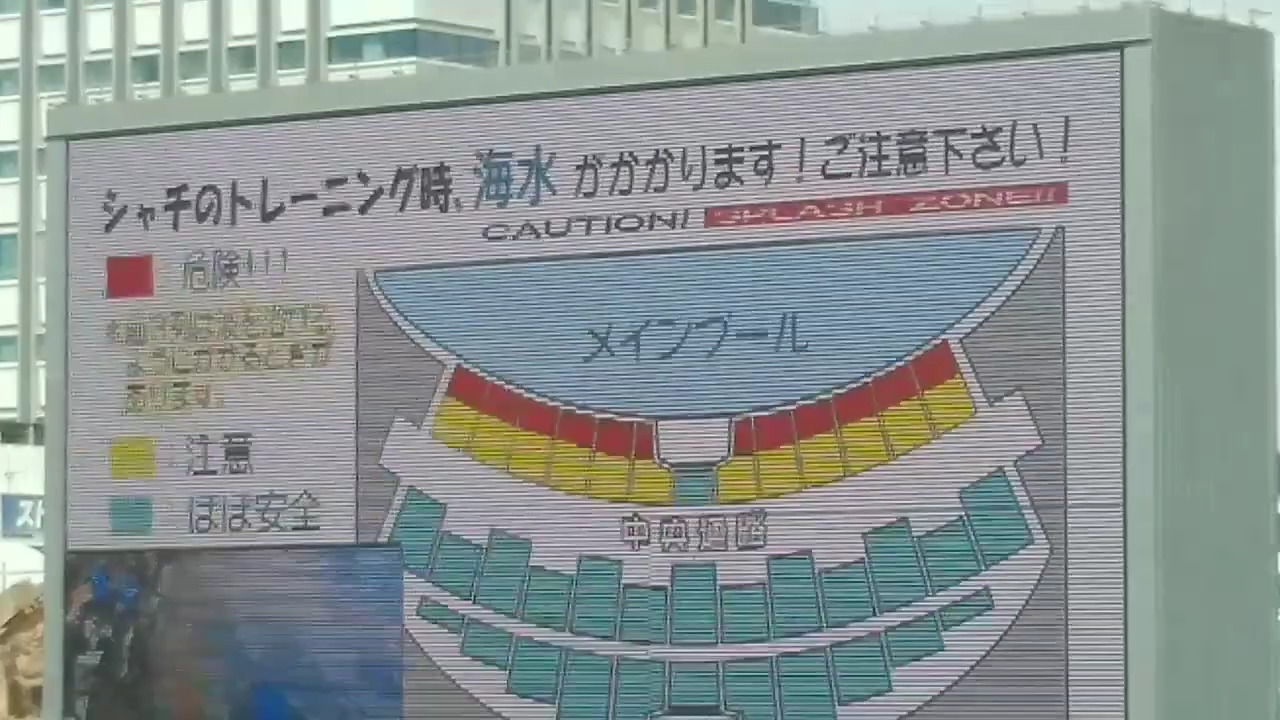 シャチのトレーニング時、海水がかかります！ご注意下さい！
CAUTION! SPLASH ZONE!!
危険!!!
注意
ほぼ安全
メインプール
中央通路